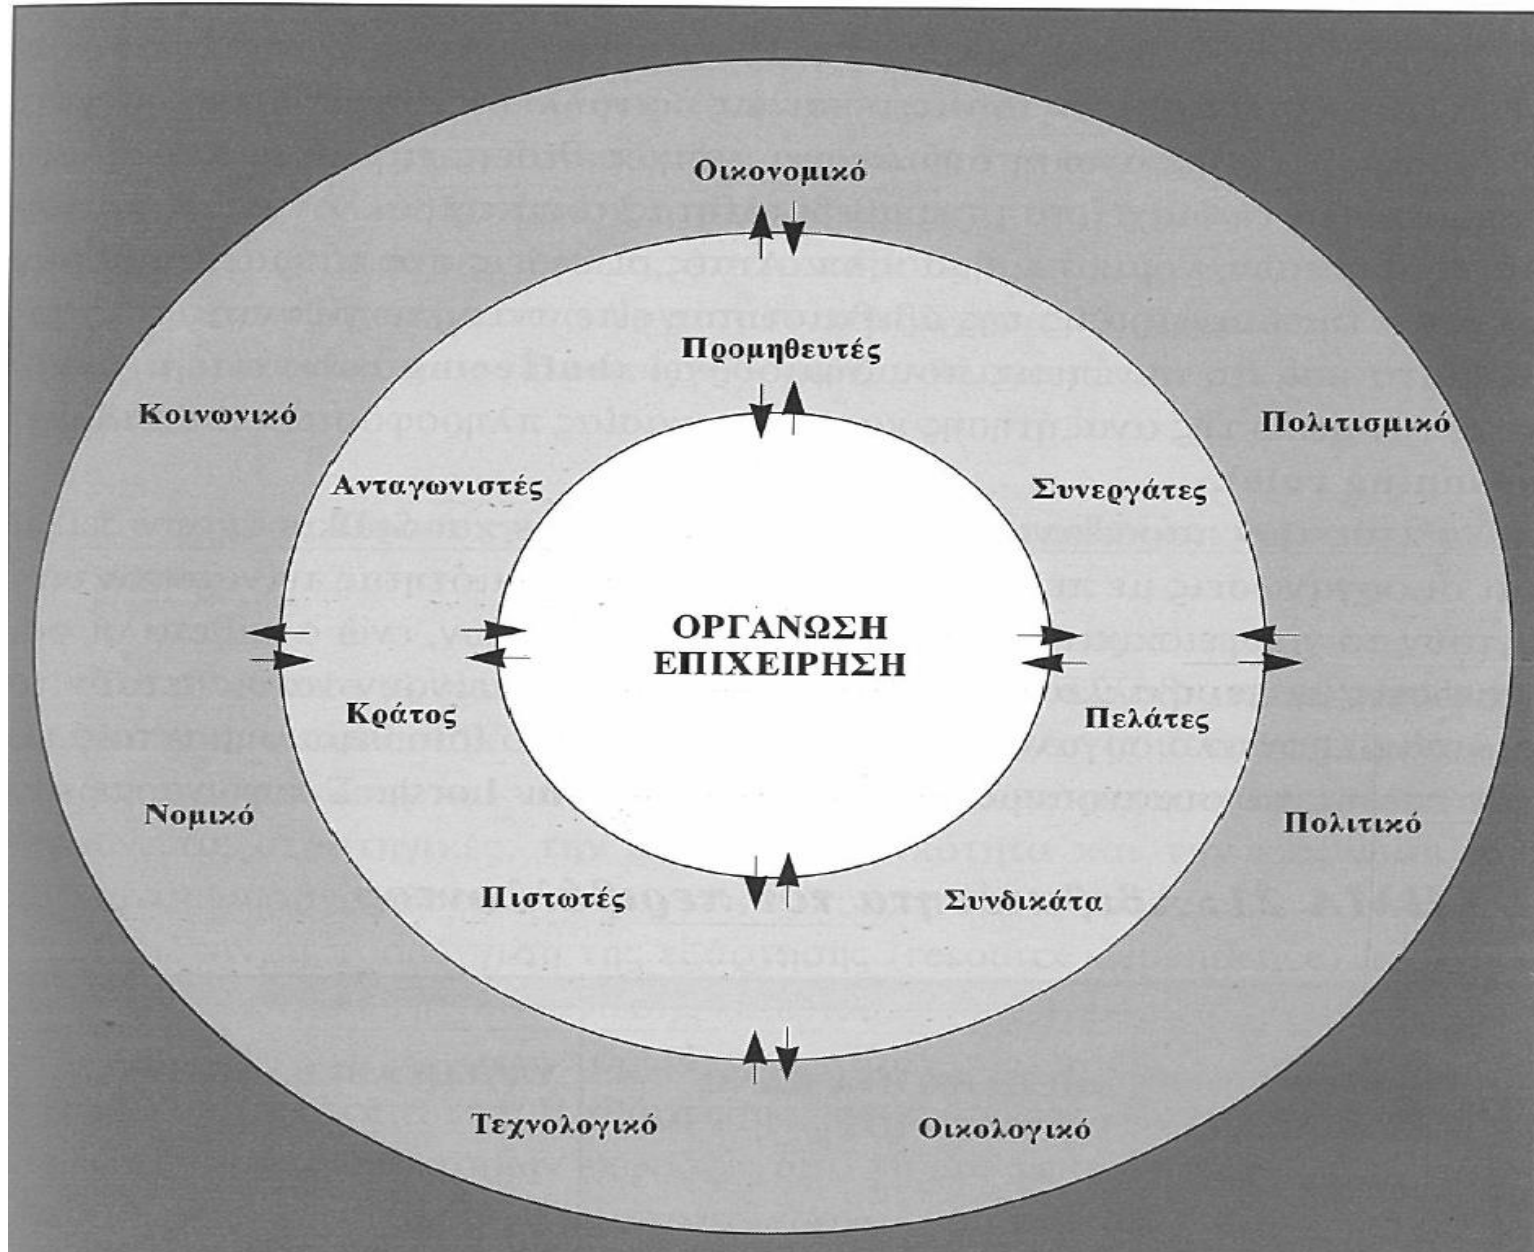 Οικονομικό
Προμηθευτές
Κοινωνικό
Πολιτισμικό
Ανταγωνιστές
Συνεργάτες
ΟΡΓΑΝΩΣΗ
ΕΠΙΧΕΙΡΗΣΗ
Κράτος
Πελάτες
Νομικό
Πολιτικό
Πιστωτές
Συνδικάτα
Τεχνολογικό
Οικολογικό